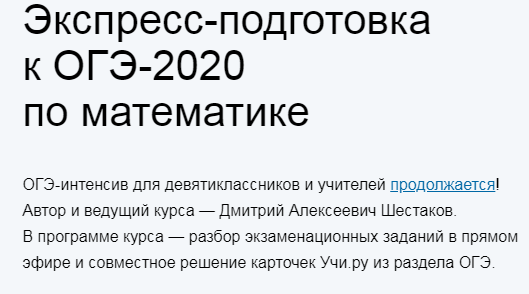 Экспресс-подготовка
к ОГЭ-2020
по математике
ОГЭ-интенсив для девятиклассников и учителей продолжается!
Автор и ведущий курса — Дмитрий Алексеевич Шестаков.
В программе курса — разбор экзаменационных заданий в прямом
эфире и совместное решение карточек Учи.ру из раздела ОГЭ.